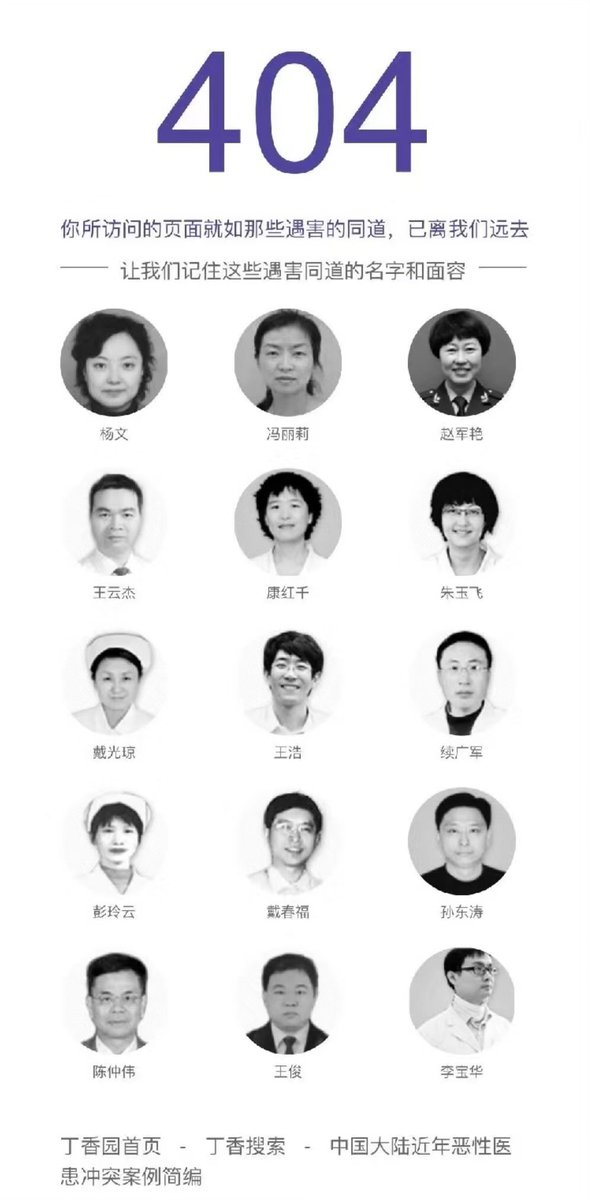 404
你所访问的页面就如那些遇害的同道，已离我们远去
让我们记住这些遇害同道的名字和面容
杨文 冯丽莉 赵军艳
王云杰 康红千 朱玉飞
戴光琼 王浩 续广军
彭玲云 戴春福 孙东涛
陈仲伟 王俊 李宝华
丁香园首页 - 丁香搜索 - 中国大陆近年恶性医
患冲突案例简编